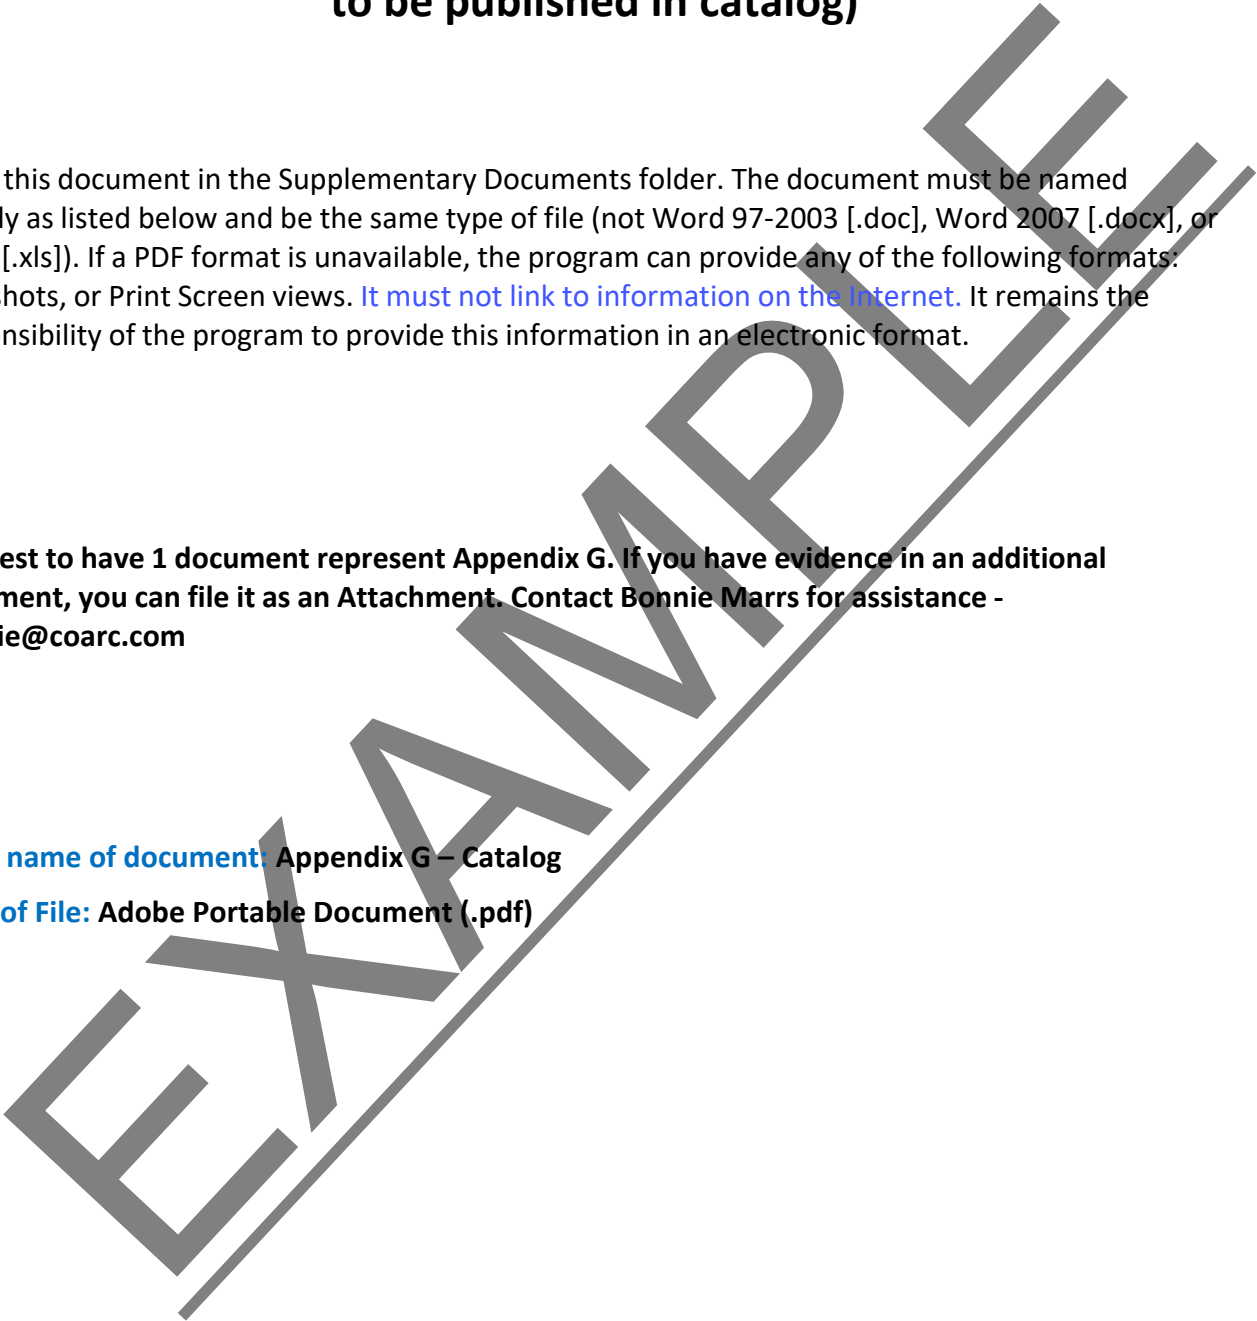 to be published in catalog)
this document in the Supplementary Documents folder. The document must be named
ly as listed below and be the same type of file (not Word 97-2003 [.doc], Word 2007 [.docx], or
[.xls]). If a PDF format is unavailable, the program can provide any of the following formats:
shots, or Print Screen views. It must not link to information on the Internet. It remains the
nsibility of the program to provide this information in an electronic format.
est to have 1 document represent Appendix G. If you have evidence in an additional
ment, you can file it as an Attachment. Contact Bonnie Marrs for assistance -
ie@coarc.com
name of document: Appendix G – Catalog
of File: Adobe Portable Document (.pdf)
EXAMPLE